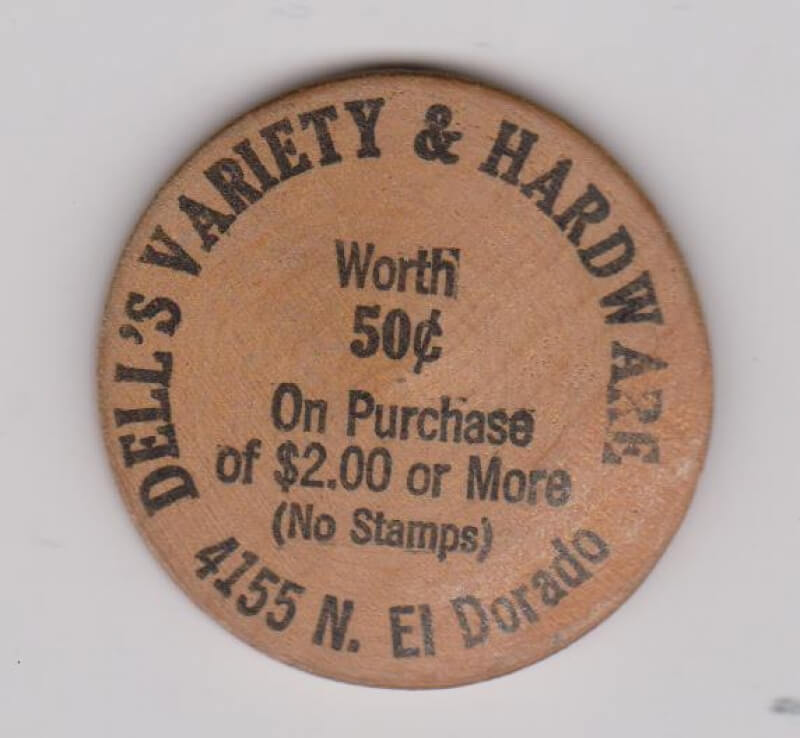 DELL'S VARIETY & HARDWARE
Worth
50¢
On Purchase
of $2.00 or More
(No Stamps)
4155 N. El Dorado